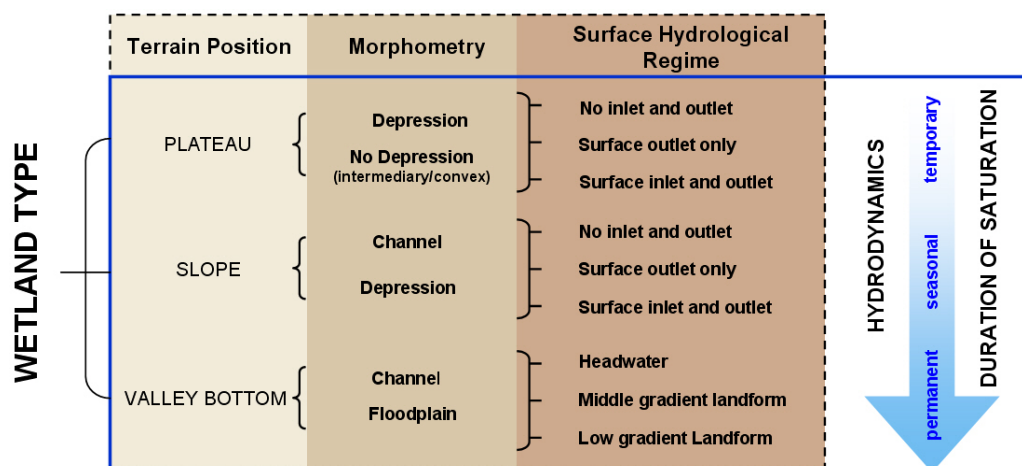 Terrain Position
Morphometry
Surface Hydrological
Regime
WETLAND TYPE
PLATEAU
Depression
No Depression
(intermediary/convex)
No inlet and outlet
Surface outlet only
Surface inlet and outlet
SLOPE
Channel
Depression
No inlet and outlet
Surface outlet only
Surface inlet and outlet
VALLEY BOTTOM
Channel
Floodplain
Headwater
Middle gradient landform
Low gradient Landform
HYDRODYNAMICS
temporary
seasonal
permanent
DURATION OF SATURATION